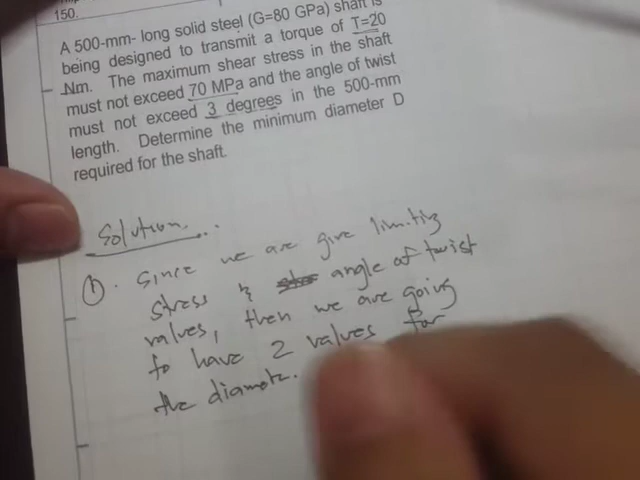 150.
A 500-mm- long solid steel (G=80 GPa) shaft is
being designed to transmit a torque of T=20
Nm. The maximum shear stress in the shaft
must not exceed 70 MPa and the angle of twist
must not exceed 3 degrees in the 500-mm
length. Determine the minimum diameter D
required for the shaft.
Solution...
1. Since we are give limiting
stress & angle of twist
values, then we are going
to have 2 values for
the diamete.